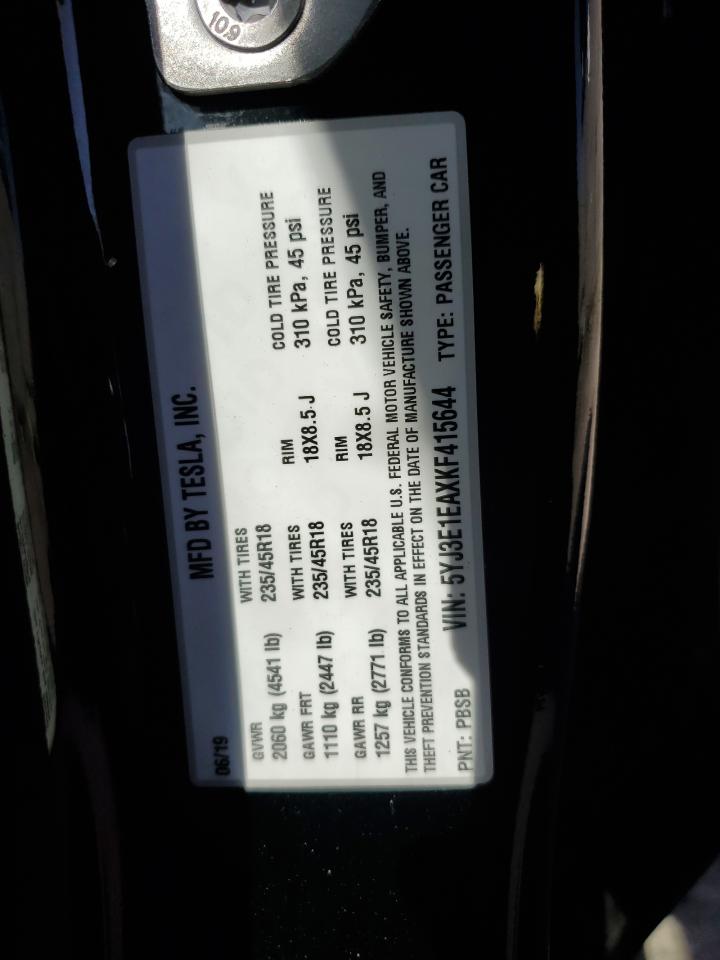 109
MFD BY TESLA, INC.
06/19
GVWR WITH TIRES
2060 kg (4541 lb) 235/45R18 COLD TIRE PRESSURE
GAWR FRT WITH TIRES RIM 310 kPa, 45 psi
1110 kg (2447 lb) 235/45R18 18X8.5 J COLD TIRE PRESSURE
GAWR RR WITH TIRES RIM 310 kPa, 45 psi
1257 kg (2771 lb) 235/45R18 18X8.5 J
THIS VEHICLE CONFORMS TO ALL APPLICABLE U.S. FEDERAL MOTOR VEHICLE SAFETY, BUMPER, AND
THEFT PREVENTION STANDARDS IN EFFECT ON THE DATE OF MANUFACTURE SHOWN ABOVE.
PNT: PBSB VIN: 5YJ3E1EAXKF415644 TYPE: PASSENGER CAR